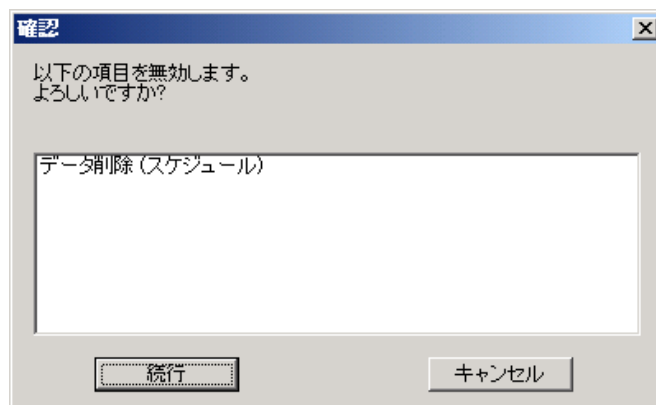 確認
以下の項目を無効します。
よろしいですか?
データ削除(スケジュール)
続行
キャンセル